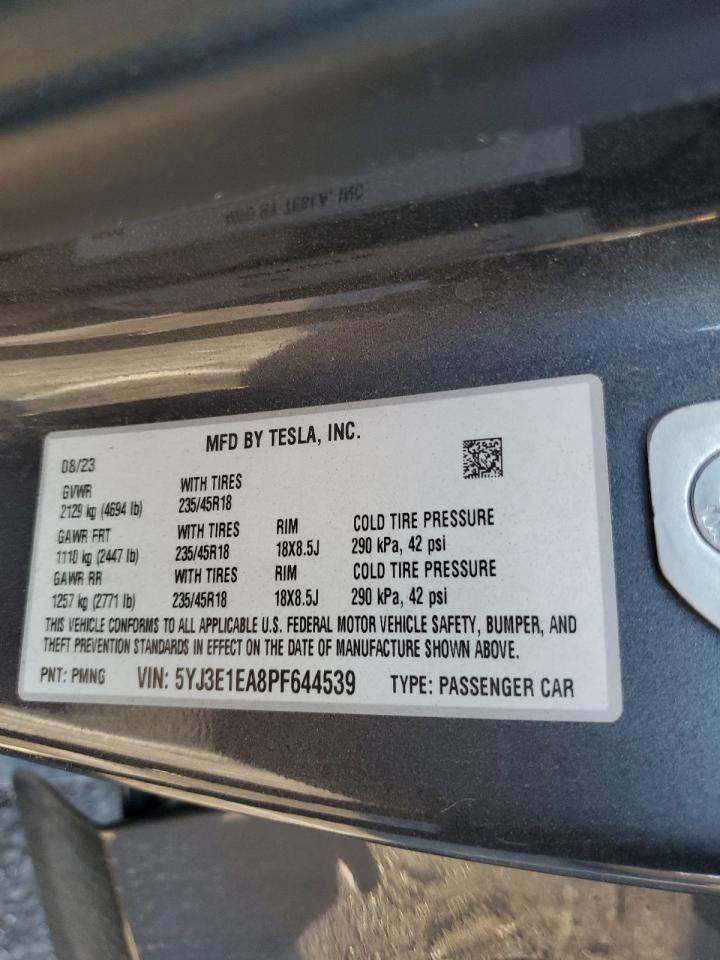 MFD BY TESLA, INC.
08/23
GVWR WITH TIRES
2129 kg (4694 lb) 235/45R18
GAWR FRT WITH TIRES RIM COLD TIRE PRESSURE
1110 kg (2447 lb) 235/45R18 18X8.5J 290 kPa, 42 psi
GAWR RR WITH TIRES RIM COLD TIRE PRESSURE
1257 kg (2771 lb) 235/45R18 18X8.5J 290 kPa, 42 psi
THIS VEHICLE CONFORMS TO ALL APPLICABLE U.S. FEDERAL MOTOR VEHICLE SAFETY, BUMPER, AND
THEFT PREVENTION STANDARDS IN EFFECT ON THE DATE OF MANUFACTURE SHOWN ABOVE.
PNT: PMNG VIN: 5YJ3E1EA8PF644539 TYPE: PASSENGER CAR